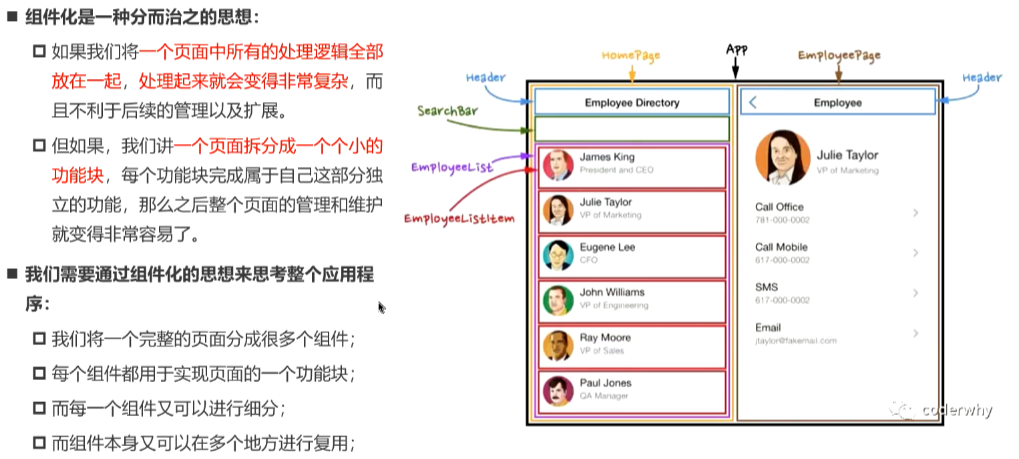 组件化是一种分而治之的思想：
如果我们将一个页面中所有的处理逻辑全部
放在一起，处理起来就会变得非常复杂，而
且不利于后续的管理以及扩展。
但如果，我们讲一个页面拆分成一个个小的
功能块，每个功能块完成属于自己这部分独
立的功能，那么之后整个页面的管理和维护
就变得非常容易了。
我们需要通过组件化的思想来思考整个应用程
序：
我们将一个完整的页面分成很多个组件；
每个组件都用于实现页面的一个功能块；
而每一个组件又可以进行细分；
而组件本身又可以在多个地方进行复用；
App
HomePage
EmployeePage
Header
Header
SearchBar
EmployeeList
EmployeeListItem
Employee Directory
James King
President and CEO
Julie Taylor
VP of Marketing
Eugene Lee
CFO
John Williams
VP of Engineering
Ray Moore
VP of Sales
Paul Jones
QA Manager
Employee
Julie Taylor
VP of Marketing
Call Office
781-000-0002
Call Mobile
617-000-0002
SMS
617-000-0002
Email
jtaylor@fakemail.com
coderwhy